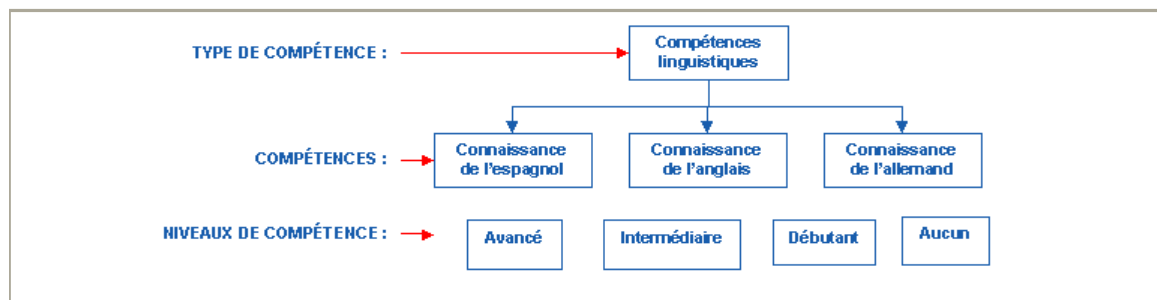 TYPE DE COMPÉTENCE :
Compétences
linguistiques
COMPÉTENCES :
Connaissance
de l'espagnol
Connaissance
de l'anglais
Connaissance
de l'allemand
NIVEAUX DE COMPÉTENCE :
Avancé
Intermédiaire
Débutant
Aucun